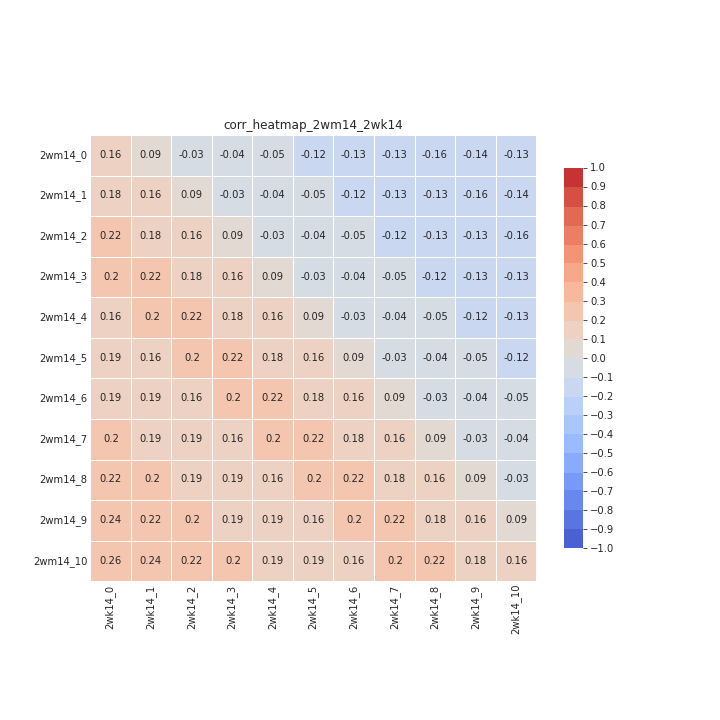 corr_heatmap_2wm14_2wk14
2wm14_0 0.16 0.09 -0.03 -0.04 -0.05 -0.12 -0.13 -0.13 -0.16 -0.14 -0.13
2wm14_1 0.18 0.16 0.09 -0.03 -0.04 -0.05 -0.12 -0.13 -0.13 -0.16 -0.14
2wm14_2 0.22 0.18 0.16 0.09 -0.03 -0.04 -0.05 -0.12 -0.13 -0.13 -0.16
2wm14_3 0.2 0.22 0.18 0.16 0.09 -0.03 -0.04 -0.05 -0.12 -0.13 -0.13
2wm14_4 0.16 0.2 0.22 0.18 0.16 0.09 -0.03 -0.04 -0.05 -0.12 -0.13
2wm14_5 0.19 0.16 0.2 0.22 0.18 0.16 0.09 -0.03 -0.04 -0.05 -0.12
2wm14_6 0.19 0.19 0.16 0.2 0.22 0.18 0.16 0.09 -0.03 -0.04 -0.05
2wm14_7 0.2 0.19 0.19 0.16 0.2 0.22 0.18 0.16 0.09 -0.03 -0.04
2wm14_8 0.22 0.2 0.19 0.19 0.16 0.2 0.22 0.18 0.16 0.09 -0.03
2wm14_9 0.24 0.22 0.2 0.19 0.19 0.16 0.2 0.22 0.18 0.16 0.09
2wm14_10 0.26 0.24 0.22 0.2 0.19 0.19 0.16 0.2 0.22 0.18 0.16
2wk14_0 2wk14_1 2wk14_2 2wk14_3 2wk14_4 2wk14_5 2wk14_6 2wk14_7 2wk14_8 2wk14_9 2wk14_10
1.0
0.9
0.8
0.7
0.6
0.5
0.4
0.3
0.2
0.1
0.0
−0.1
−0.2
−0.3
−0.4
−0.5
−0.6
−0.7
−0.8
−0.9
−1.0